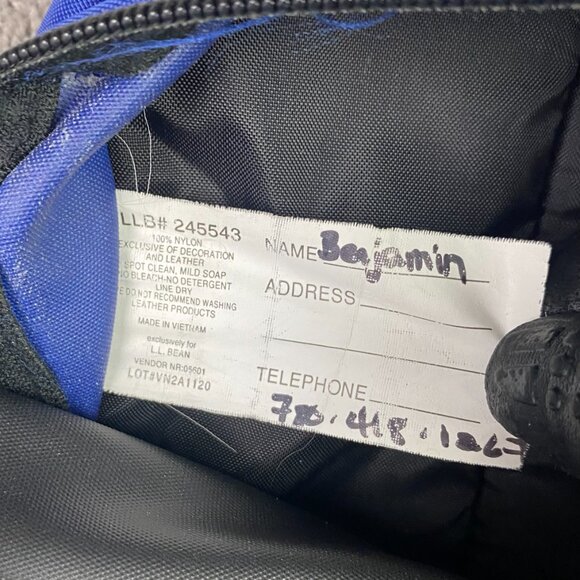 LLB# 245543
100% NYLON
EXCLUSIVE OF DECORATION
AND LEATHER
SPOT CLEAN, MILD SOAP
NO BLEACH-NO DETERGENT
LINE DRY
WE DO NOT RECOMMEND WASHING
LEATHER PRODUCTS
MADE IN VIETNAM
exclusively for
L.L. BEAN
VENDOR NR:05601
LOT#VN2A1120
NAME Benjamin
ADDRESS
TELEPHONE